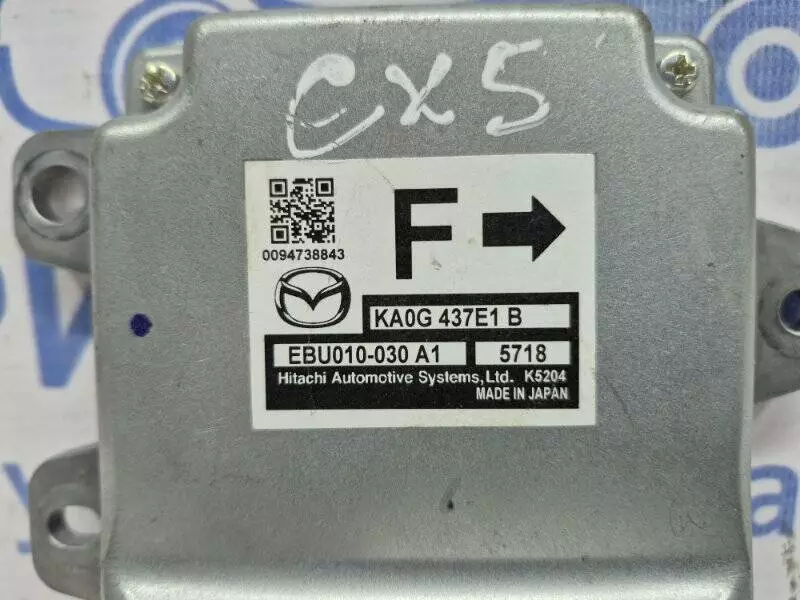 CX5
F
0094738843
KA0G 437E1 B
EBU010-030 A1 5718
Hitachi Automotive Systems,Ltd. K5204
MADE IN JAPAN